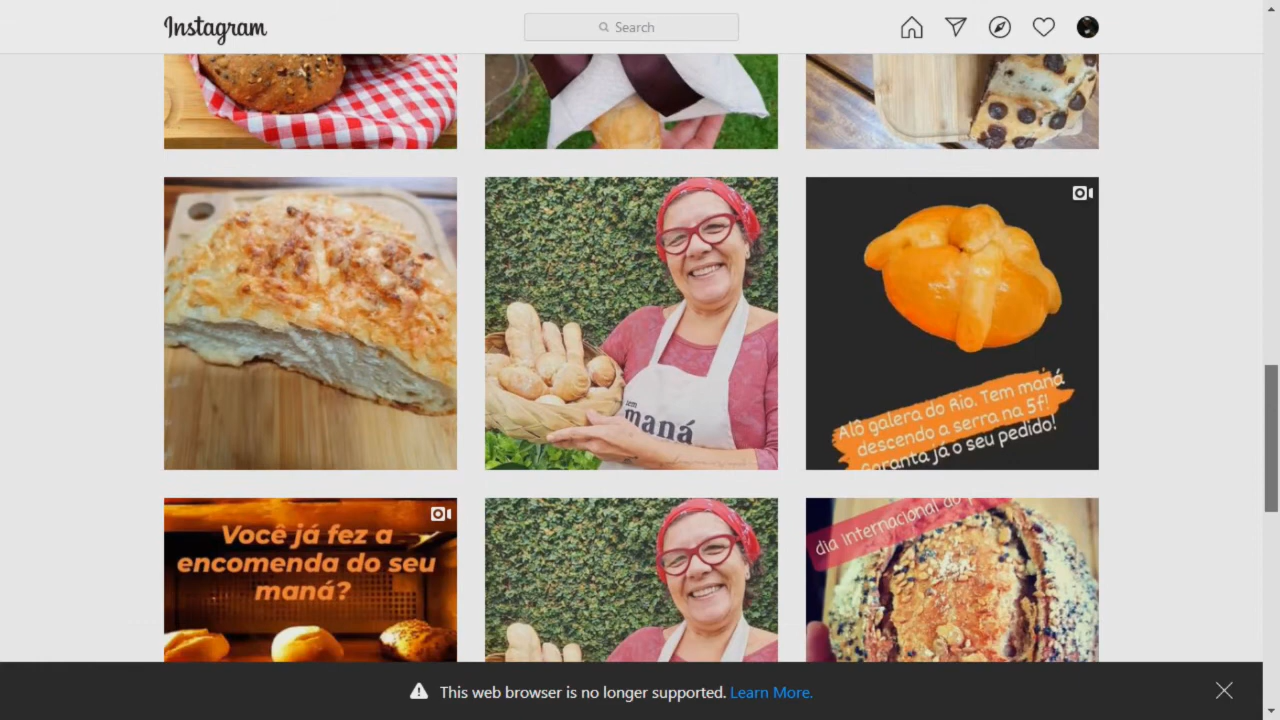 Instagram
Search
tem
maná
Alô galera do Rio. Tem maná
descendo a serra na 5f!
Garanta já o seu pedido!
Você já fez a
encomenda do seu
maná?
dia internacional do
This web browser is no longer supported. Learn More.